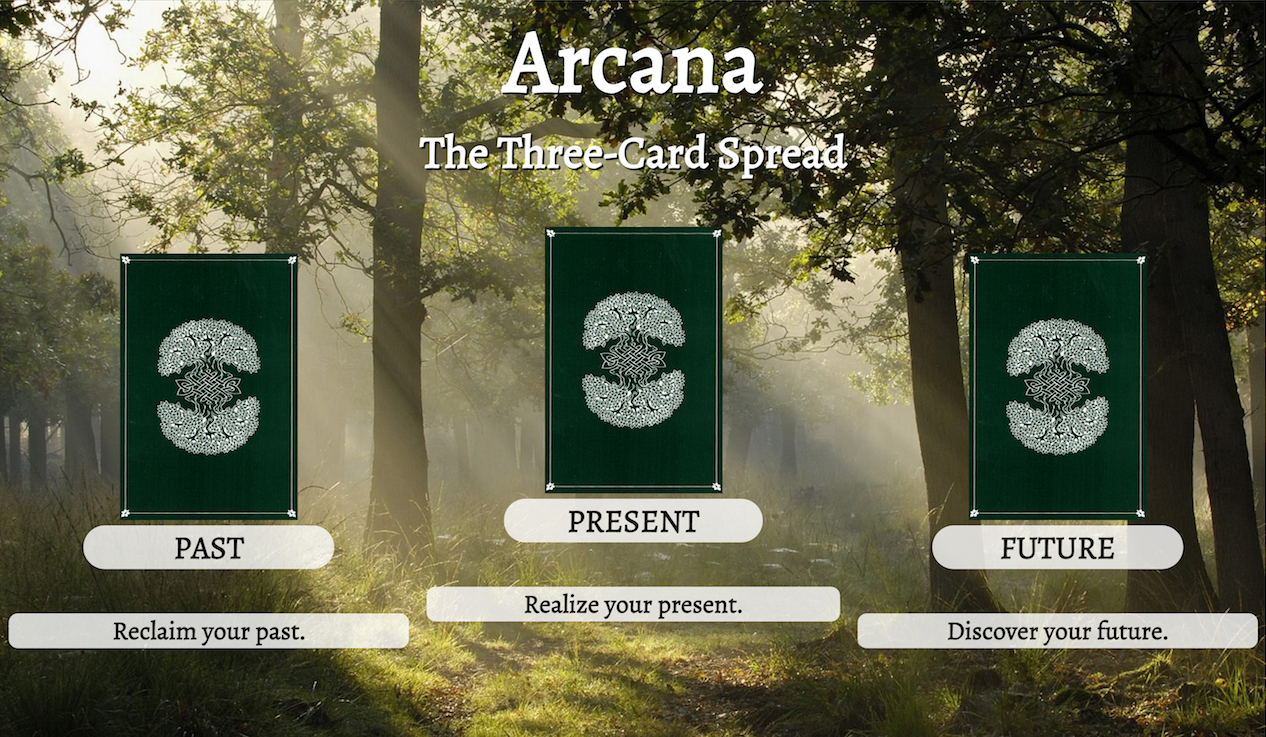 Arcana
The Three-Card Spread
PAST
PRESENT
FUTURE
Reclaim your past.
Realize your present.
Discover your future.